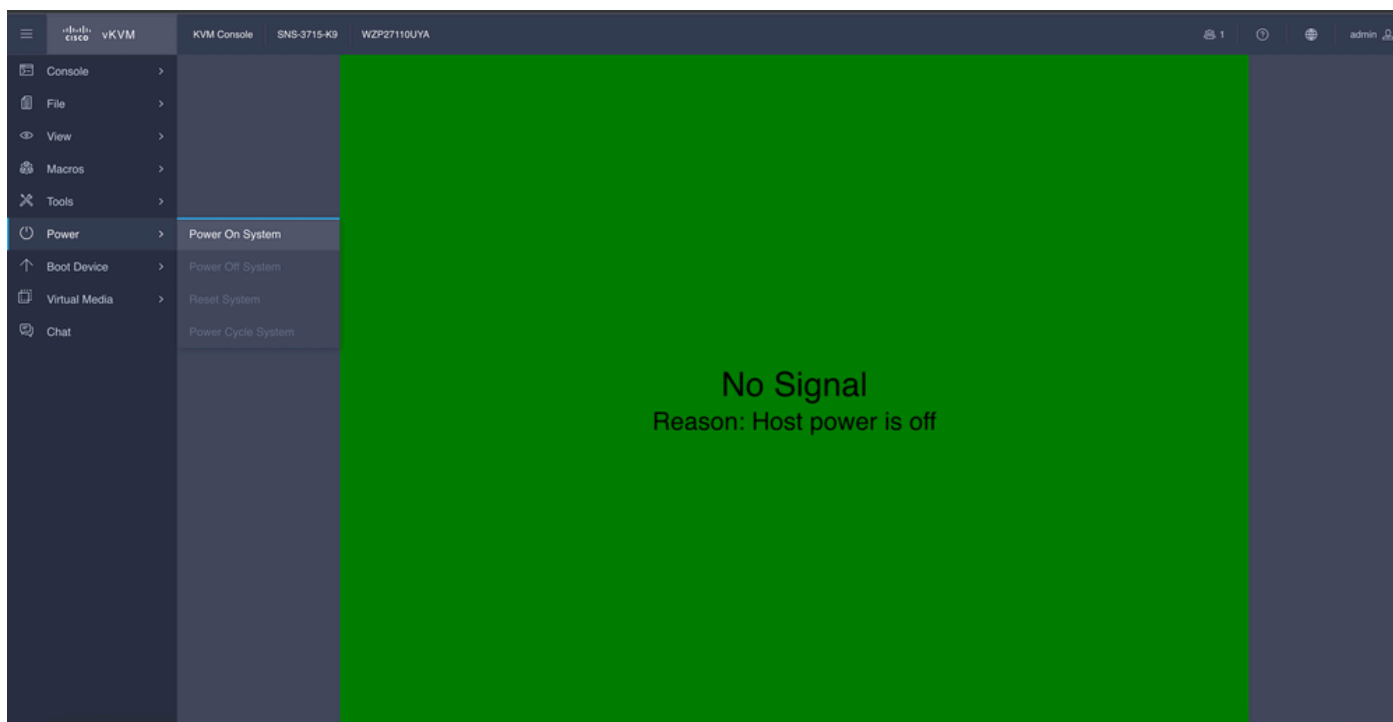 CISCO vKVM KVM Console SNS-3715-K9 WZP27110UYA 1 admin
Console
File
View
Macros
Tools
Power
Power On System
Boot Device
Power Off System
Virtual Media
Reset System
Chat
Power Cycle System
No Signal
Reason: Host power is off